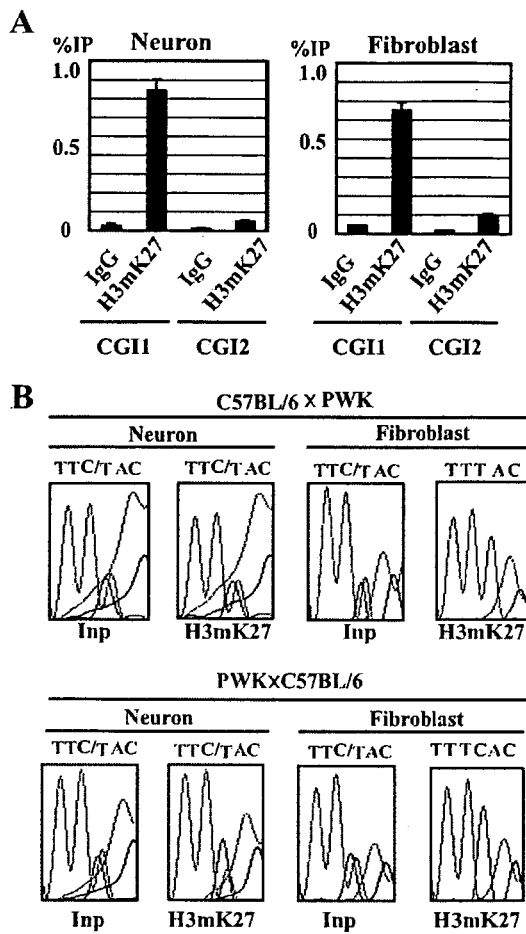 A
%IP Neuron
%IP Fibroblast
1.0
0.5
0
1.0
0.5
0
IgG
H3mK27
IgG
H3mK27
IgG
H3mK27
IgG
H3mK27
CGI1 CGI2
CGI1 CGI2
B
C57BL/6 × PWK
Neuron Fibroblast
TTC/TAC TTC/TAC TTC/TAC TTTAC
Inp H3mK27 Inp H3mK27
PWK×C57BL/6
Neuron Fibroblast
TTC/TAC TTC/TAC TTC/TAC TTTCAC
Inp H3mK27 Inp H3mK27